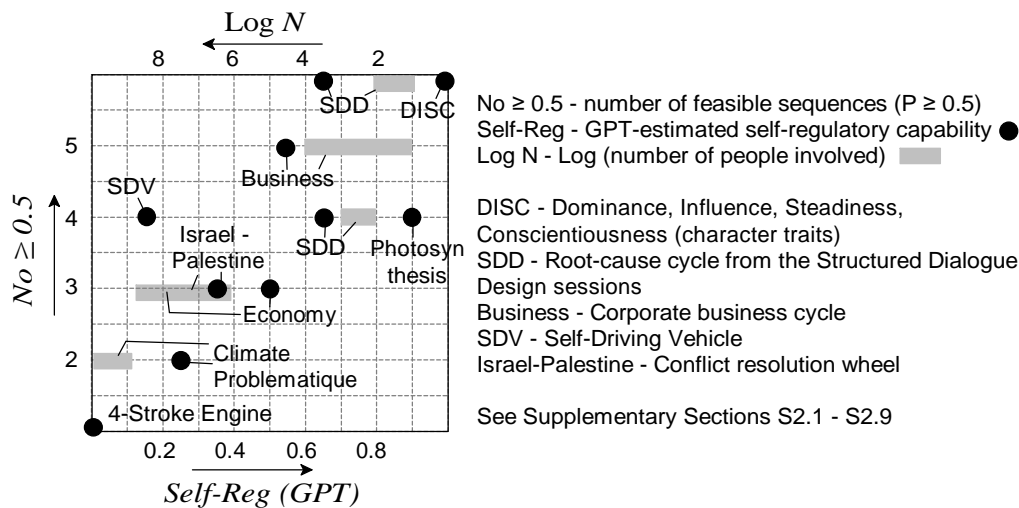 Log N
8 6 4 2
SDD
DISC
5
Business
SDV
4
Israel -
Palestine
SDD
Photosyn
thesis
3
Economy
Climate
Problematique
2
4-Stroke Engine
No ≥ 0.5
0.2 0.4 0.6 0.8
Self-Reg (GPT)
No ≥ 0.5 - number of feasible sequences (P ≥ 0.5)
Self-Reg - GPT-estimated self-regulatory capability
Log N - Log (number of people involved)
DISC - Dominance, Influence, Steadiness,
Conscientiousness (character traits)
SDD - Root-cause cycle from the Structured Dialogue
Design sessions
Business - Corporate business cycle
SDV - Self-Driving Vehicle
Israel-Palestine - Conflict resolution wheel
See Supplementary Sections S2.1 - S2.9